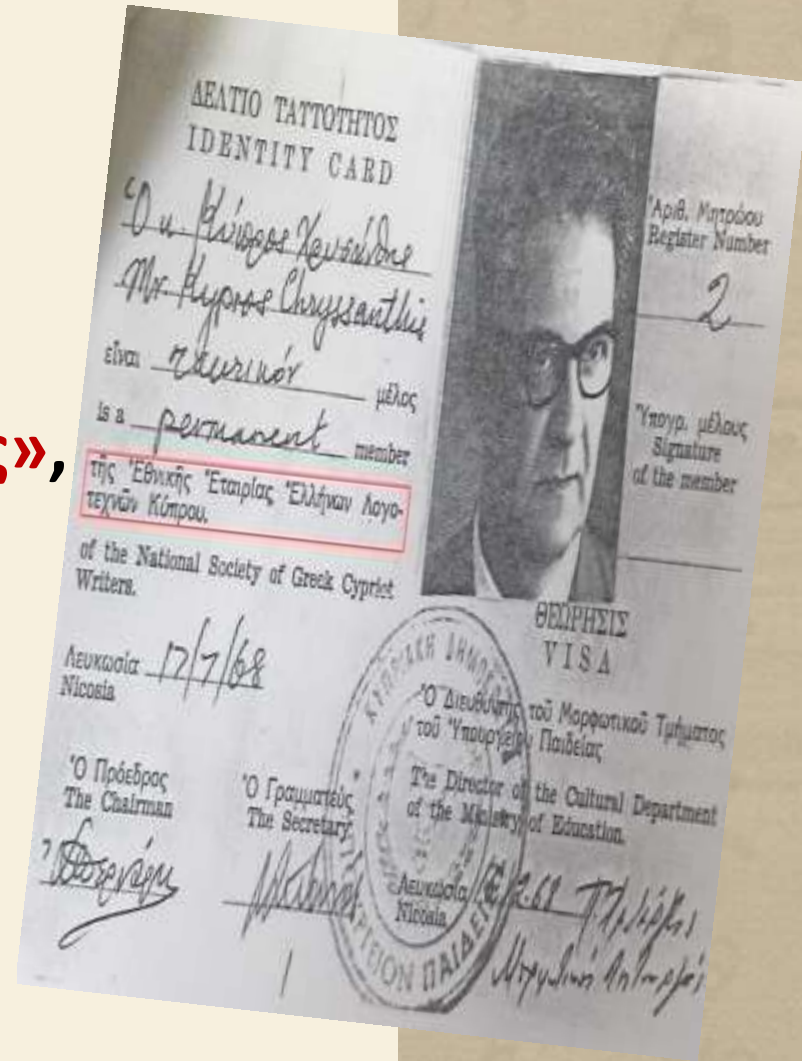 ς»,
ΔΕΛΤΙΟ ΤΑΥΤΟΤΗΤΟΣ
IDENTITY CARD
Ὁ κ. Κύπρος Χρυσάνθης
Mr. Kypros Chryssanthis
εἶναι τακτικόν μέλος
is a permanent member
τῆς Ἐθνικῆς Ἑταιρίας Ἑλλήνων Λογο-
τεχνῶν Κύπρου.
of the National Society of Greek Cypriot
Writers.
Λευκωσία 17/7/68
Nicosia
Ὁ Πρόεδρος
The Chairman
Ὁ Γραμματεὺς
The Secretary
Ἀριθ. Μητρώου
Register Number
2
Ὑπογρ. μέλους
Signature
of the member
ΘΕΩΡΗΣΙΣ
VISA
Ὁ Διευθυντὴς τοῦ Μορφωτικοῦ Τμήματος
τοῦ Ὑπουργείου Παιδείας
The Director of the Cultural Department
of the Ministry of Education.
Λευκωσία
Nicosia